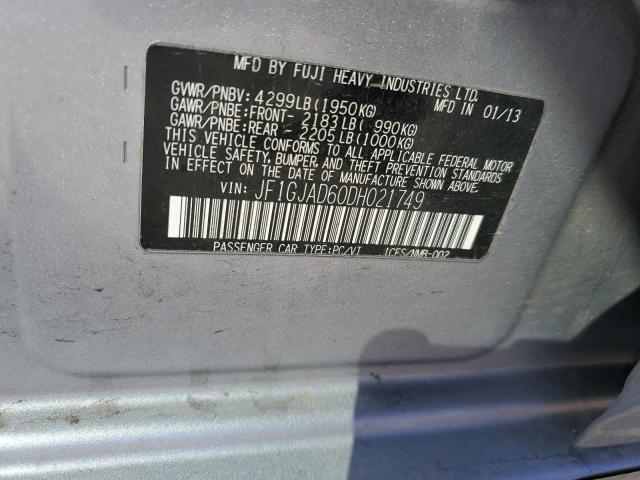 MFD BY FUJI HEAVY INDUSTRIES LTD.
GVWR/PNBV: 4299LB(1950KG) MFD IN 01/13
GAWR/PNBE:FRONT- 2183LB( 990KG)
GAWR/PNBE:REAR - 2205LB(1000KG)
THIS VEHICLE CONFORMS TO ALL APPLICABLE FEDERAL MOTOR
VEHICLE SAFETY, BUMPER, AND THEFT PREVENTION STANDARDS
IN EFFECT ON THE DATE OF MANUFACTURE SHOWN ABOVE.
VIN: JF1GJAD60DH021749
PASSENGER CAR TYPE:PC/VI ICES/NMB-002